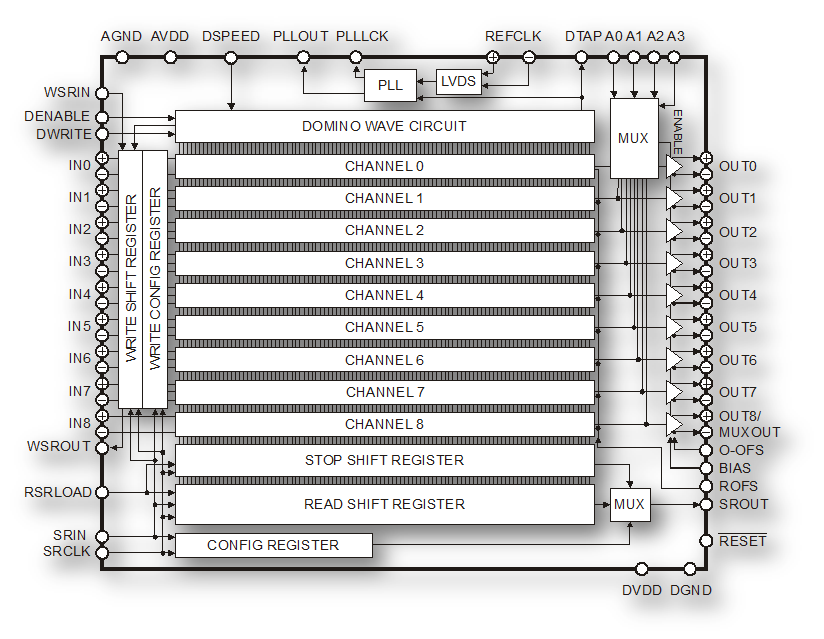 AGND AVDD DSPEED PLLOUT PLLLCK REFCLK DTAP A0 A1 A2 A3
PLL
LVDS
WSRIN
DENABLE
DWRITE
DOMINO WAVE CIRCUIT
MUX
ENABLE
IN0
CHANNEL 0
OUT0
IN1
CHANNEL 1
OUT1
IN2
CHANNEL 2
OUT2
IN3
CHANNEL 3
OUT3
IN4
CHANNEL 4
OUT4
IN5
CHANNEL 5
OUT5
IN6
CHANNEL 6
OUT6
IN7
CHANNEL 7
OUT7
IN8
CHANNEL 8
OUT8/
MUXOUT
WRITE SHIFT REGISTER
WRITE CONFIG REGISTER
WSROUT
STOP SHIFT REGISTER
O-OFS
BIAS
ROFS
RSRLOAD
READ SHIFT REGISTER
MUX
SROUT
SRIN
SRCLK
CONFIG REGISTER
RESET
DVDD DGND